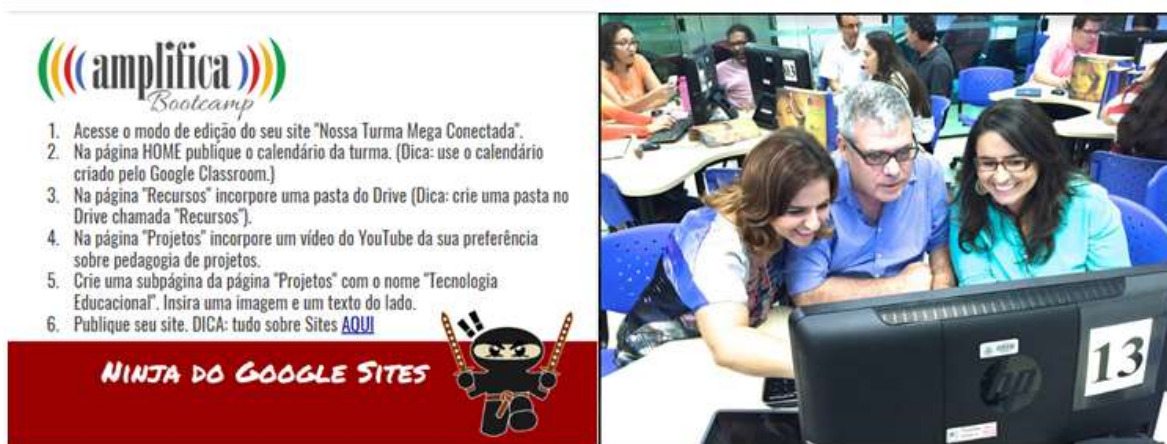 amplifica
Bootcamp
1. Acesse o modo de edição do seu site "Nossa Turma Mega Conectada".
2. Na página HOME publique o calendário da turma. (Dica: use o calendário
criado pelo Google Classroom.)
3. Na página "Recursos" incorpore uma pasta do Drive (Dica: crie uma pasta no
Drive chamada "Recursos").
4. Na página "Projetos" incorpore um vídeo do YouTube da sua preferência
sobre pedagogia de projetos.
5. Crie uma subpágina da página "Projetos" com o nome "Tecnologia
Educacional". Insira uma imagem e um texto do lado.
6. Publique seu site. DICA: tudo sobre Sites AQUI
!!
NINJA DO GOOGLE SITES
13
hp